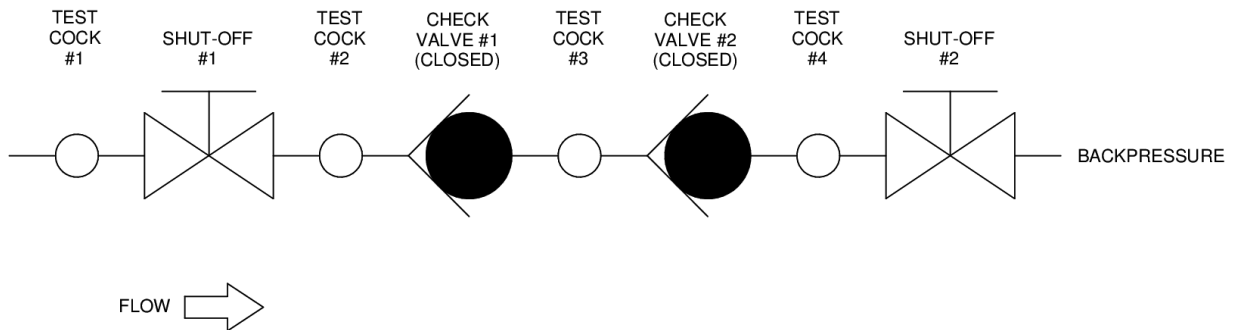 TEST
COCK
#1
SHUT-OFF
#1
TEST
COCK
#2
CHECK
VALVE #1
(CLOSED)
TEST
COCK
#3
CHECK
VALVE #2
(CLOSED)
TEST
COCK
#4
SHUT-OFF
#2
BACKPRESSURE
FLOW